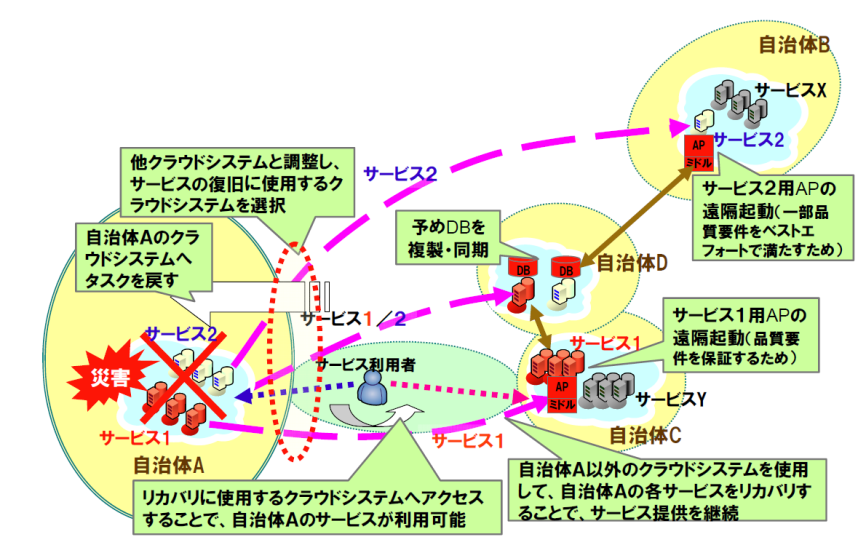 自治体B
サービスX
サービス2
AP
ミドル
サービス2用APの
遠隔起動(一部品
質要件をベストエ
フォートで満たすため)
他クラウドシステムと調整し、
サービスの復旧に使用するク
ラウドシステムを選択
サービス2
予めDBを
複製・同期
自治体Aのクラ
ウドシステムへ
タスクを戻す
DB
DB
自治体D
サービス1/2
サービス2
サービス1用APの
遠隔起動(品質要
件を保証するため)
サービス1
災害
サービス利用者
AP
ミドル
サービスY
サービス1
サービス1
自治体C
自治体A
リカバリに使用するクラウドシステムへアクセス
することで、自治体Aのサービスが利用可能
自治体A以外のクラウドシステムを使用
して、自治体Aの各サービスをリカバリす
ることで、サービス提供を継続